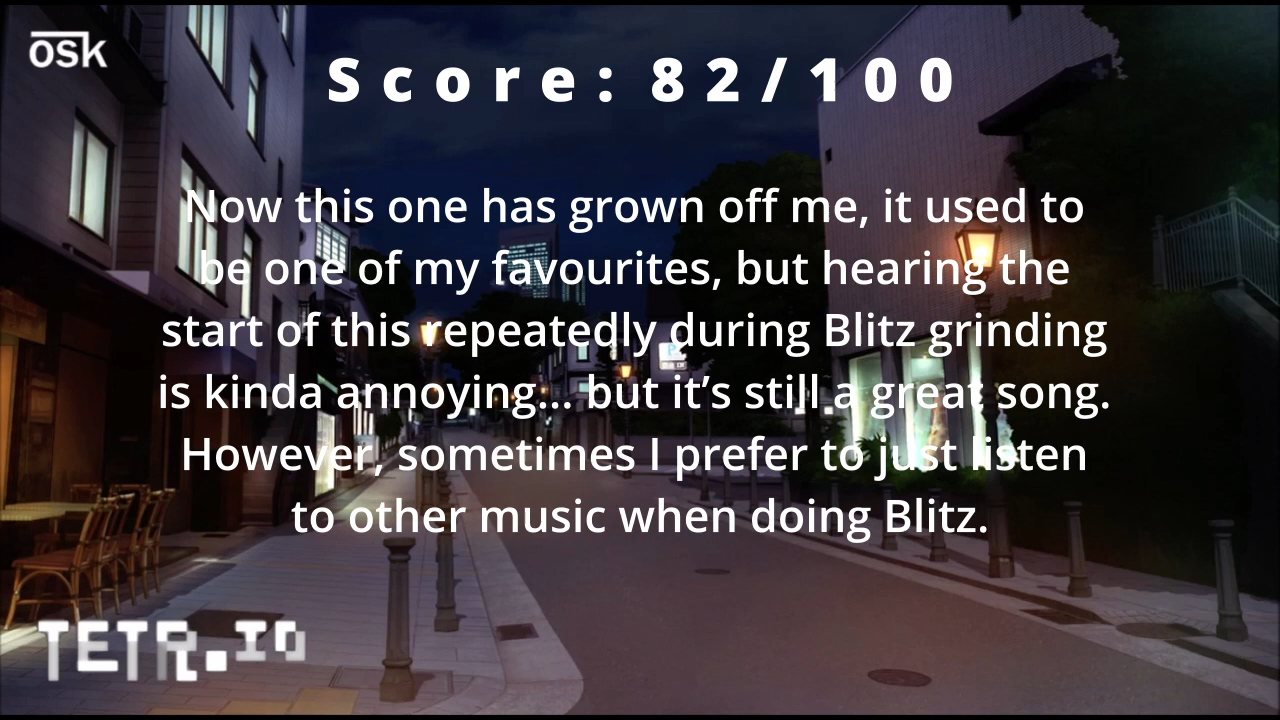 osk
Score: 82/100
Now this one has grown off me, it used to
be one of my favourites, but hearing the
start of this repeatedly during Blitz grinding
is kinda annoying... but it’s still a great song.
However, sometimes I prefer to just listen
to other music when doing Blitz.
TETR.IO